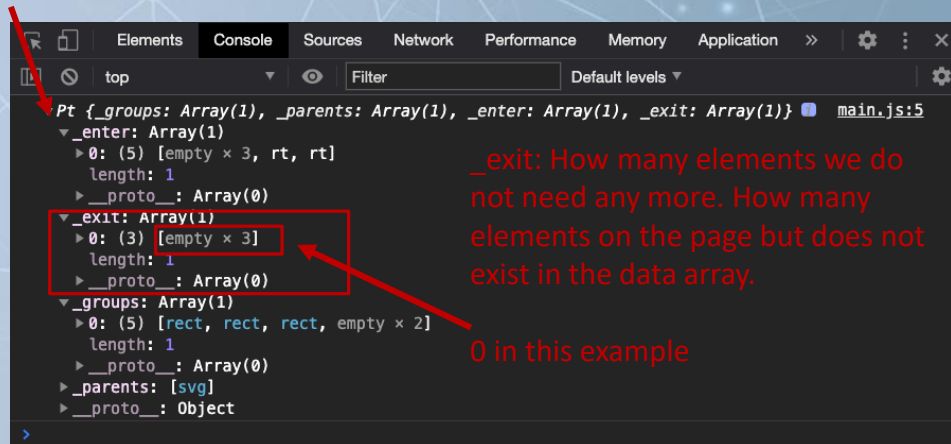 Elements Console Sources Network Performance Memory Application »
top Filter Default levels
Pt {_groups: Array(1), _parents: Array(1), _enter: Array(1), _exit: Array(1)} main.js:5
_enter: Array(1)
0: (5) [empty × 3, rt, rt]
length: 1
__proto__: Array(0)
_exit: Array(1)
0: (3) [empty × 3]
length: 1
__proto__: Array(0)
_groups: Array(1)
0: (5) [rect, rect, rect, empty × 2]
length: 1
__proto__: Array(0)
_parents: [svg]
__proto__: Object
_exit: How many elements we do
not need any more. How many
elements on the page but does not
exist in the data array.
0 in this example